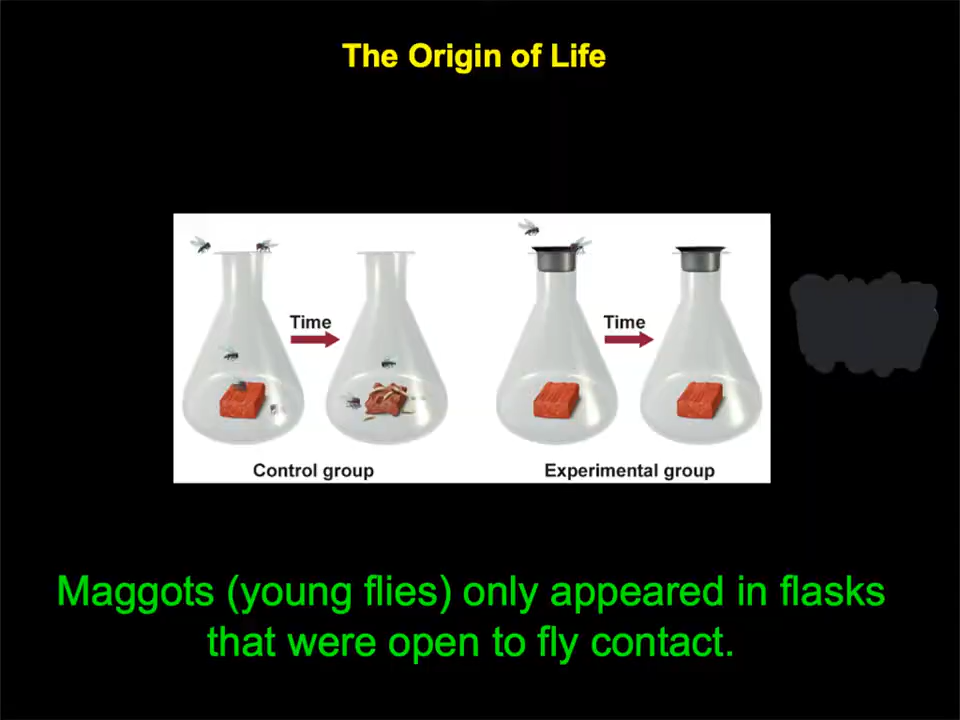 The Origin of Life
Time
Time
Control group
Experimental group
Maggots (young flies) only appeared in flasks
that were open to fly contact.